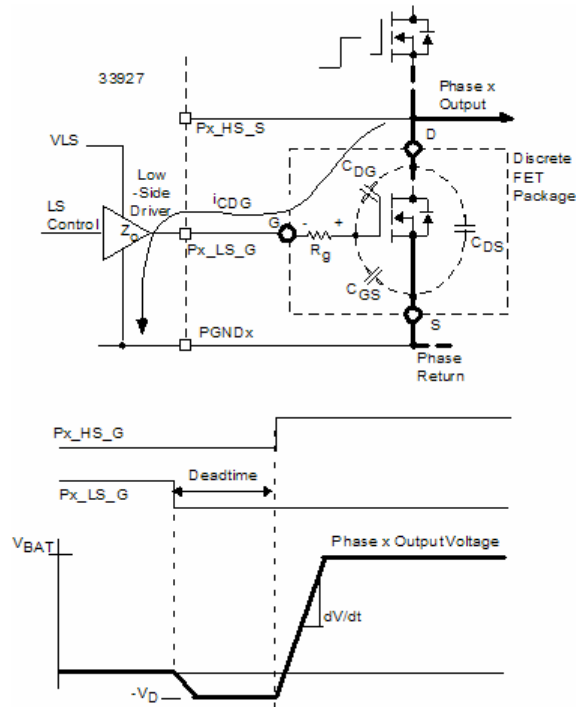 33927
Px_HS_S
Phase x
Output
D
VLS
Low
-Side
Driver
iCDG
CDG
Discrete
FET
Package
LS
Control
Zo
Px_LS_G
G
-
+
Rg
CDS
CGS
PGNDx
S
Phase
Return
Px_HS_G
Deadtime
Px_LS_G
VBAT
Phase x Output Voltage
dV/dt
-VD